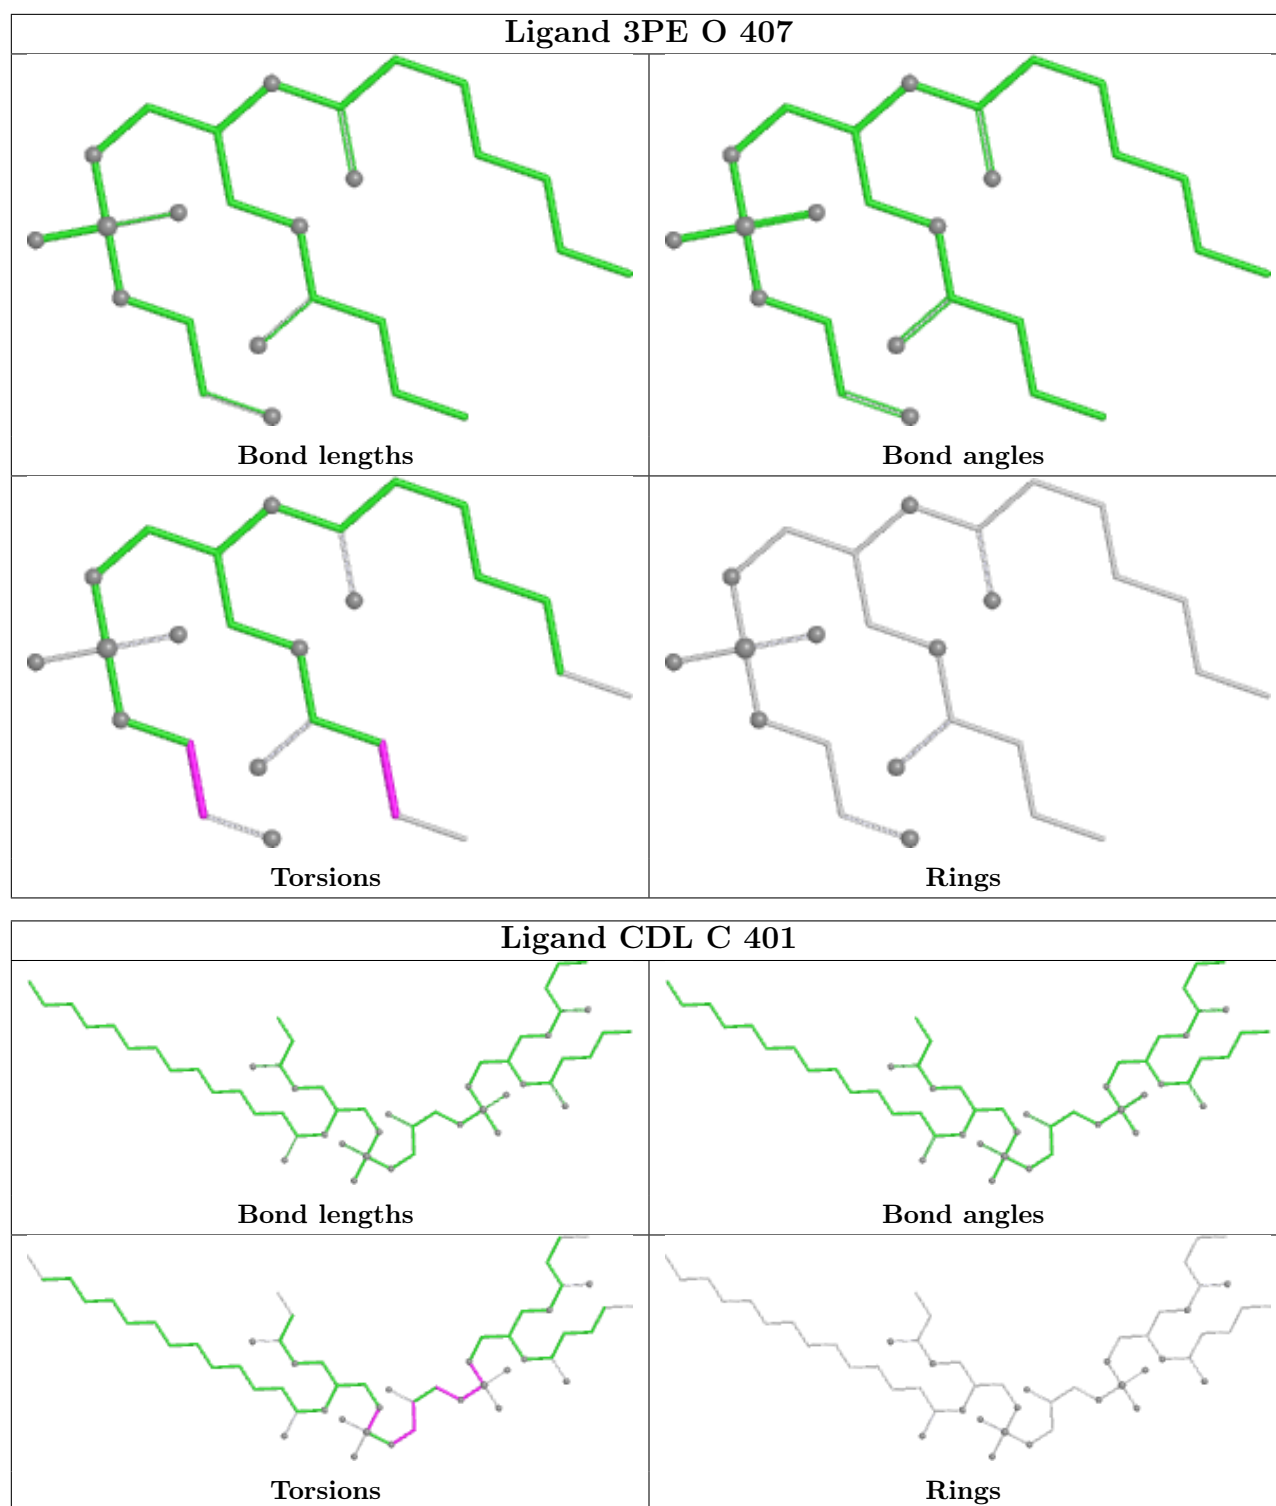 Ligand 3PE O 407
Bond lengths
Bond angles
Torsions
Rings
Ligand CDL C 401
Bond lengths
Bond angles
Torsions
Rings